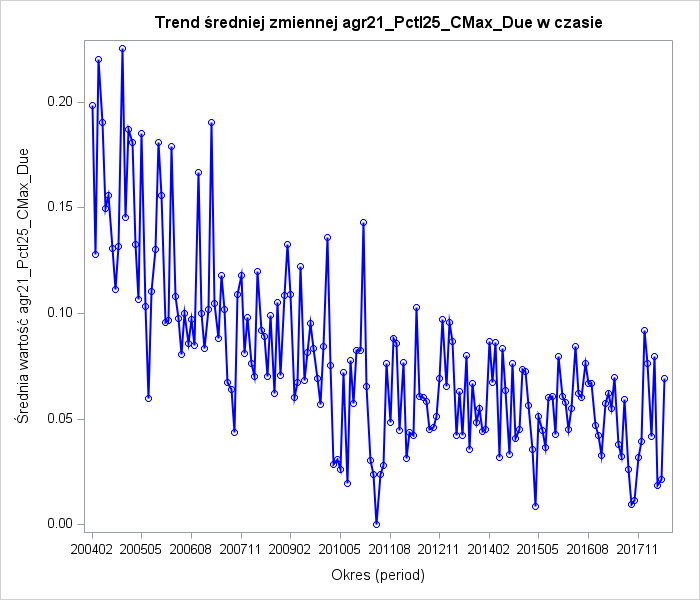 Trend średniej zmiennej agr21_Pctl25_CMax_Due w czasie
Średnia wartość agr21_Pctl25_CMax_Due
0.20
0.15
0.10
0.05
0.00
200402 200505 200608 200711 200902 201005 201108 201211 201402 201505 201608 201711
Okres (period)